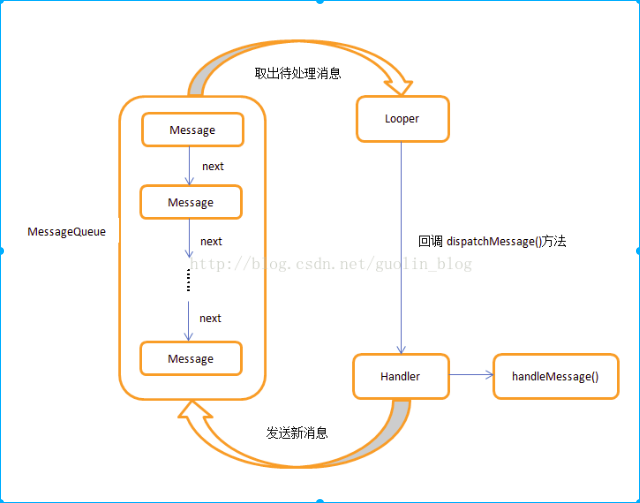 取出待处理消息
Message
Looper
next
Message
MessageQueue
next
回调 dispatchMessage()方法
http://blog.csdn.net/guolin_blog
next
Message
Handler
handleMessage()
发送新消息